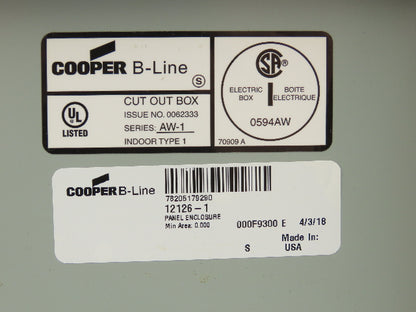 COOPER B-Line
S
UL
LISTED
CUT OUT BOX
ISSUE NO. 0062333
SERIES: AW-1
INDOOR TYPE 1
SA
ELECTRIC BOX
BOITE ELECTRIQUE
0594AW
70909 A
COOPER B-Line
78205179290
12126-1
PANEL ENCLOSURE
Min Area: 0.000
000F9300 E 4/3/18
Made In:
S USA